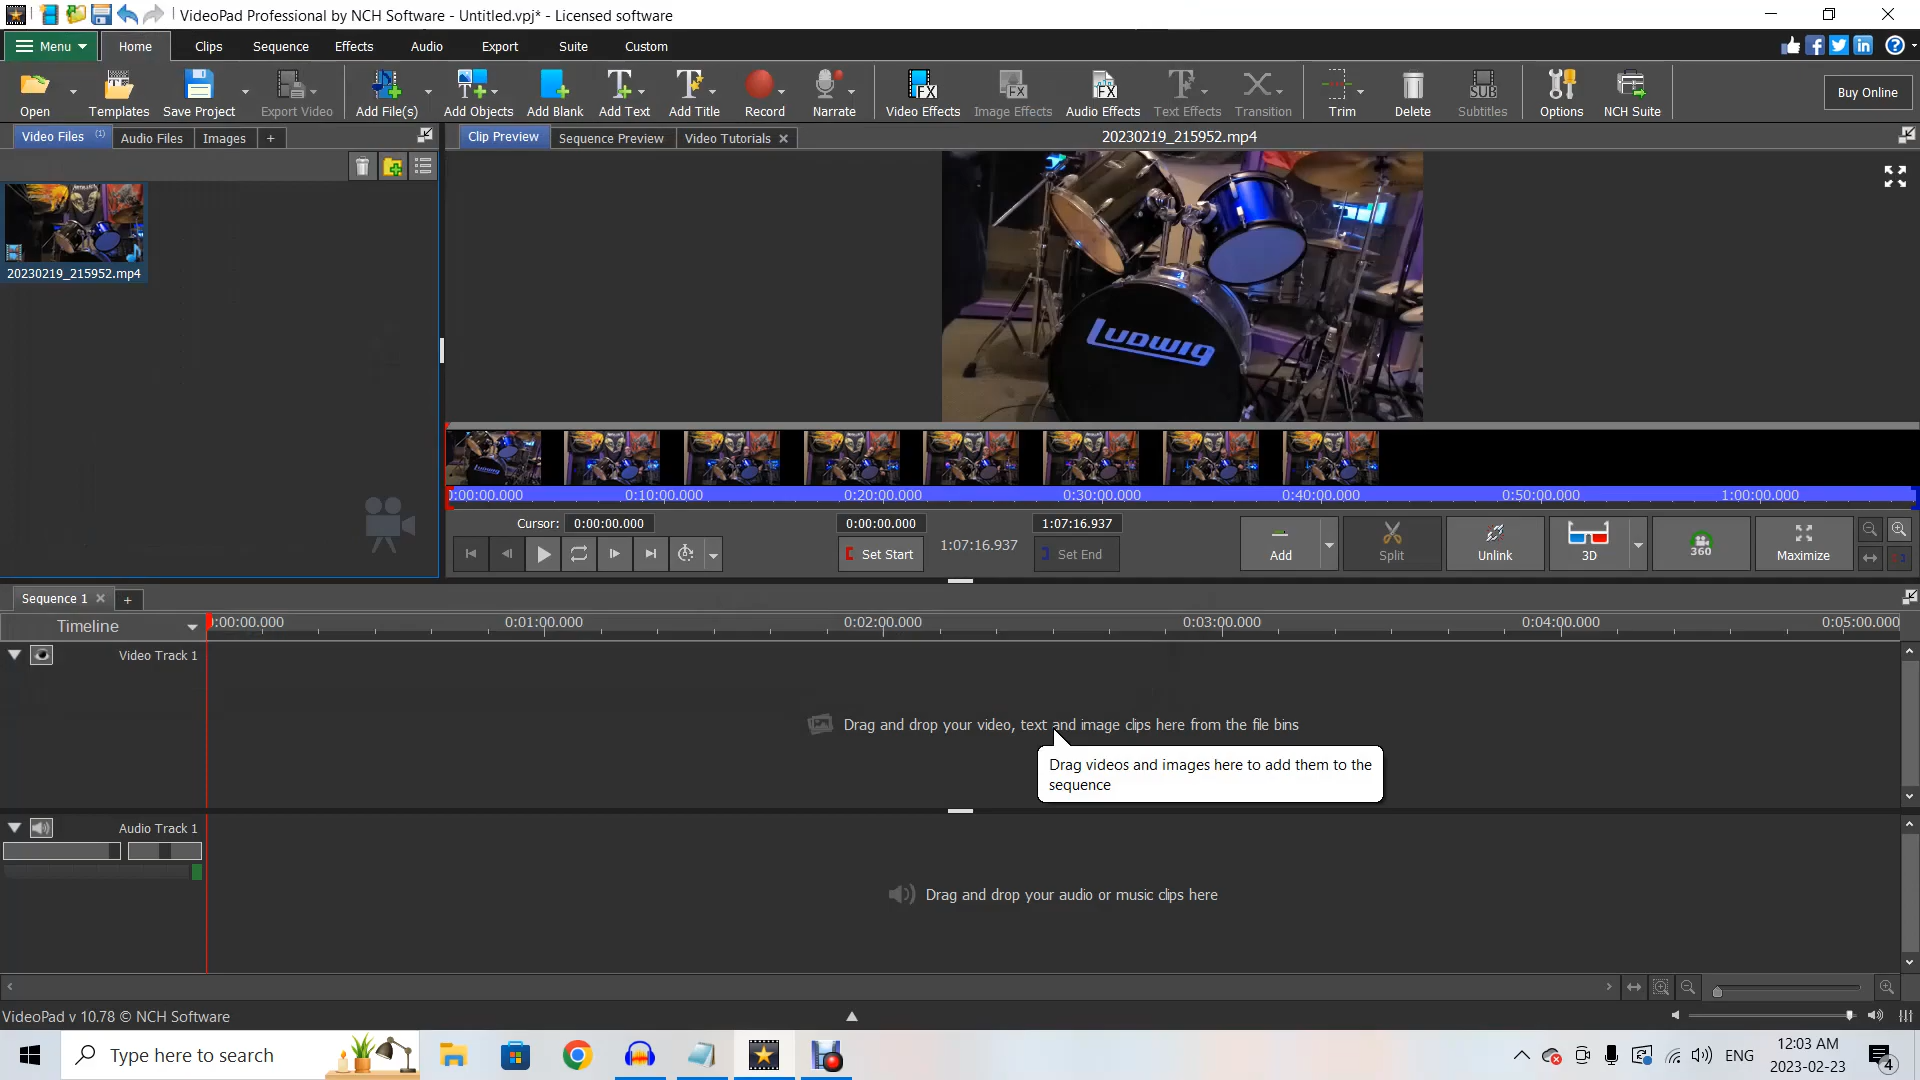 VideoPad Professional by NCH Software - Untitled.vpj* - Licensed software
Menu Home Clips Sequence Effects Audio Export Suite Custom
Open Templates Save Project Export Video Add File(s) Add Objects Add Blank Add Text Add Title Record Narrate Video Effects Image Effects Audio Effects Text Effects Transition Trim Delete Subtitles Options NCH Suite Buy Online
Video Files (1) Audio Files Images + Clip Preview Sequence Preview Video Tutorials 20230219_215952.mp4
20230219_215952.mp4
LUDWIG
0:00:00.000 0:10:00.000 0:20:00.000 0:30:00.000 0:40:00.000 0:50:00.000 1:00:00.000
Cursor: 0:00:00.000 0:00:00.000 1:07:16.937
Set Start 1:07:16.937 Set End Add Split Unlink 3D 360 Maximize
Sequence 1 +
Timeline 0:00:00.000 0:01:00.000 0:02:00.000 0:03:00.000 0:04:00.000 0:05:00.000
Video Track 1
Drag and drop your video, text and image clips here from the file bins
Drag videos and images here to add them to the
sequence
Audio Track 1
Drag and drop your audio or music clips here
VideoPad v 10.78 © NCH Software
Type here to search ENG 12:03 AM
2023-02-23 4